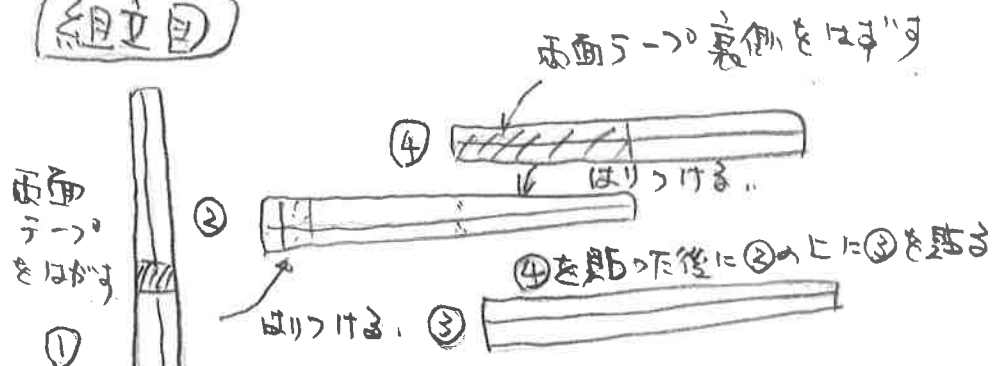 組立図
両面テープ裏側をはずす
④
はりつける。
両面
テープ
をはがす
②
④を貼った後に②の上に③を貼る
はりつける。
③
①